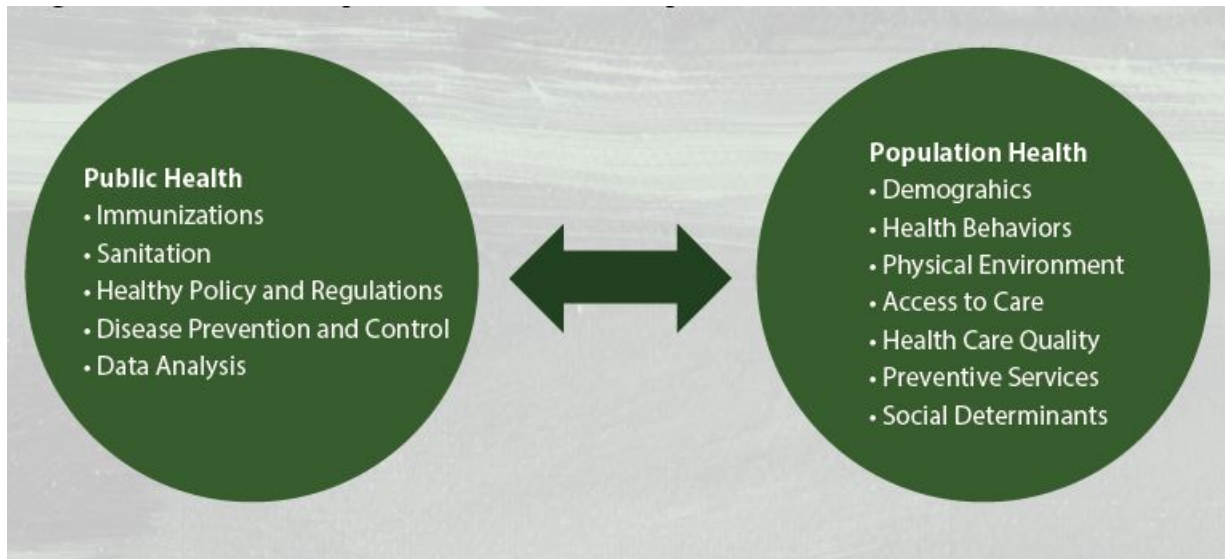 Public Health
• Immunizations
• Sanitation
• Healthy Policy and Regulations
• Disease Prevention and Control
• Data Analysis
Population Health
• Demograhics
• Health Behaviors
• Physical Environment
• Access to Care
• Health Care Quality
• Preventive Services
• Social Determinants